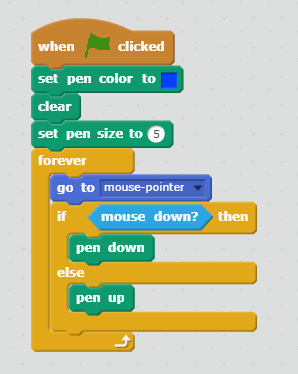 when clicked
set pen color to
clear
set pen size to 5
forever
go to mouse-pointer
if mouse down? then
pen down
else
pen up